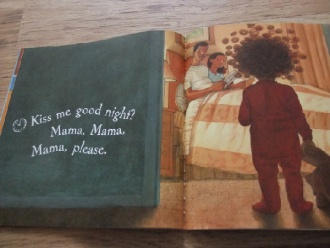 Kiss me good night?
Mama, Mama,
Mama, please.